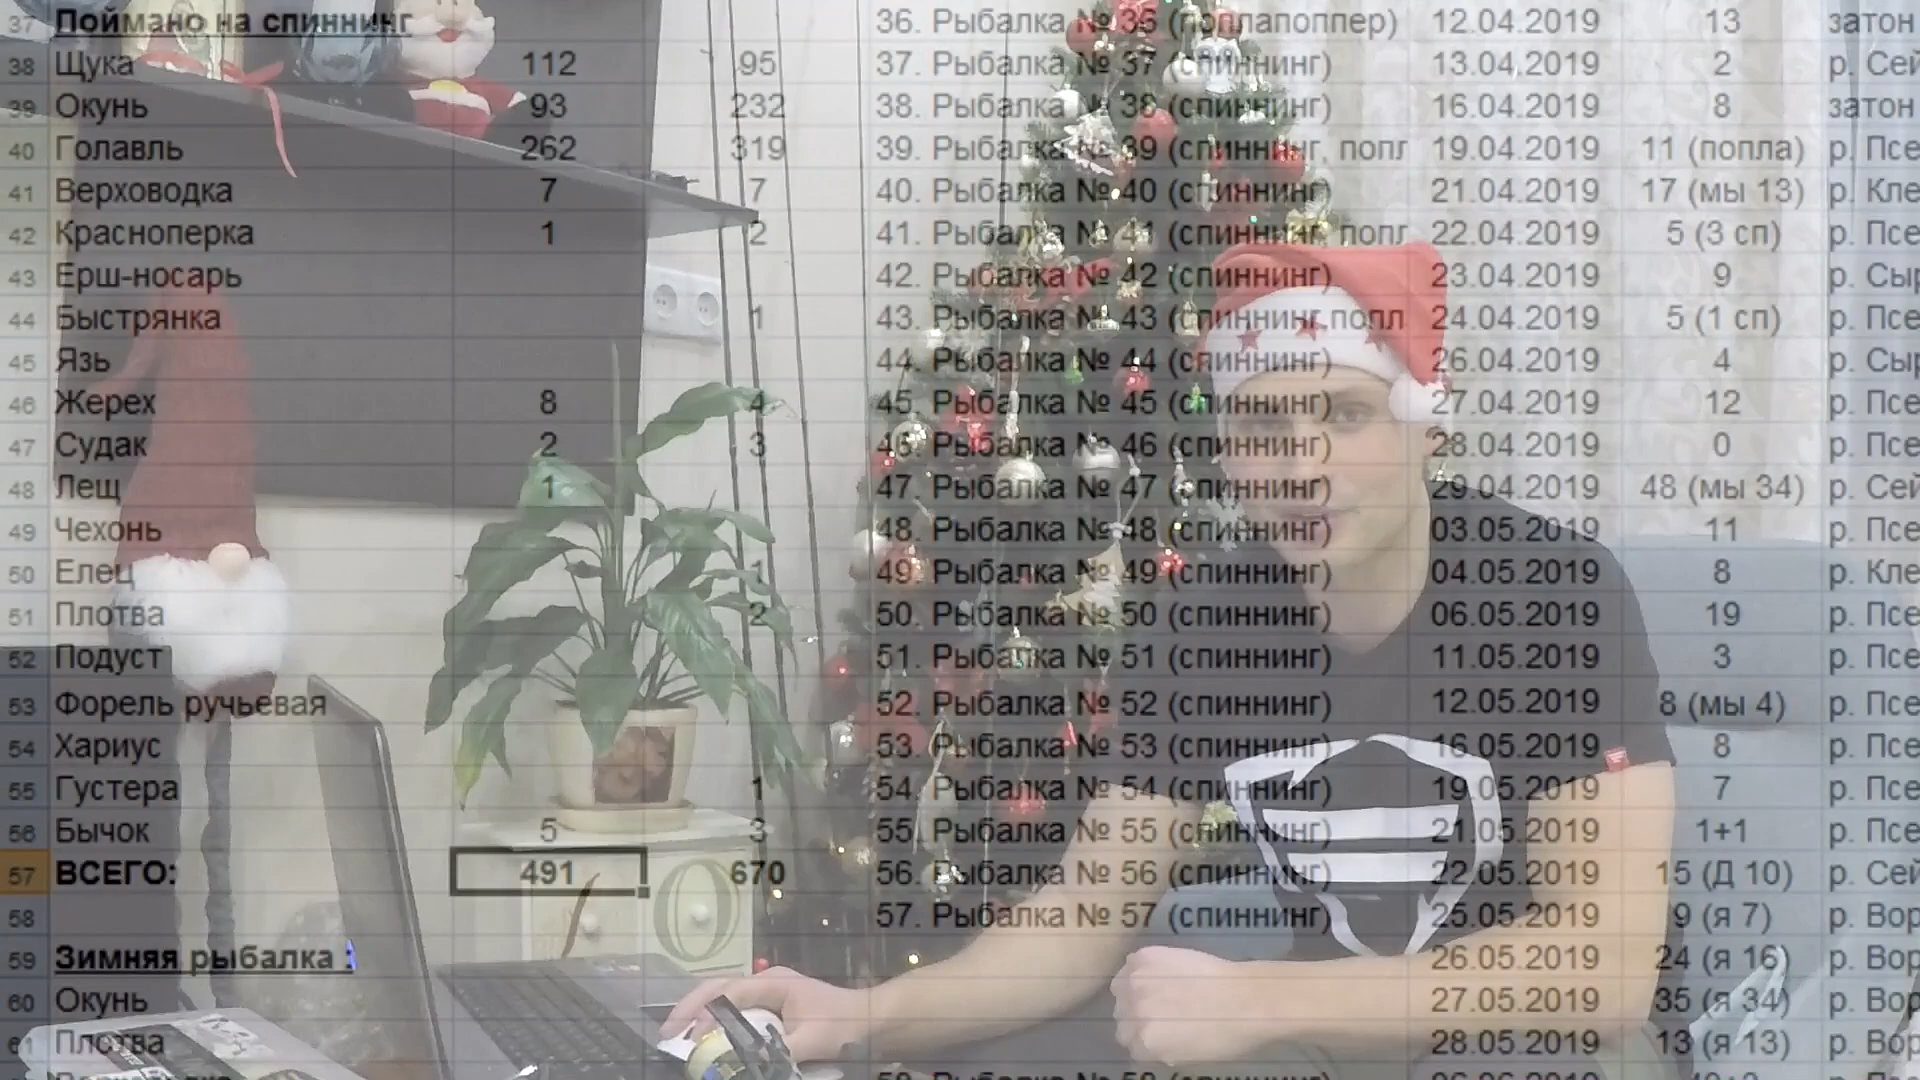 37 Поймано на спиннинг 36. Рыбалка № 36 (поплапоппер) 12.04.2019 13 затон
38 Щука 112 95 37. Рыбалка № 37 (спиннинг) 13.04.2019 2 р. Сей
39 Окунь 93 232 38. Рыбалка № 38 (спиннинг) 16.04.2019 8 затон
40 Голавль 262 319 39. Рыбалка № 39 (спиннинг, попл 19.04.2019 11 (попла) р. Псе
41 Верховодка 7 7 40. Рыбалка № 40 (спиннинг) 21.04.2019 17 (мы 13) р. Кле
42 Красноперка 1 2 41. Рыбалка № 41 (спиннинг, попл 22.04.2019 5 (3 сп) р. Псе
43 Ерш-носарь 42. Рыбалка № 42 (спиннинг) 23.04.2019 9 р. Сыр
44 Быстрянка 1 43. Рыбалка № 43 (спиннинг,попл 24.04.2019 5 (1 сп) р. Псе
45 Язь 44. Рыбалка № 44 (спиннинг) 26.04.2019 4 р. Сыр
46 Жерех 8 4 45. Рыбалка № 45 (спиннинг) 27.04.2019 12 р. Псе
47 Судак 2 3 46. Рыбалка № 46 (спиннинг) 28.04.2019 0 р. Псе
48 Лещ 1 47. Рыбалка № 47 (спиннинг) 29.04.2019 48 (мы 34) р. Сей
49 Чехонь 48. Рыбалка № 48 (спиннинг) 03.05.2019 11 р. Псе
50 Елец 1 49. Рыбалка № 49 (спиннинг) 04.05.2019 8 р. Кле
51 Плотва 2 50. Рыбалка № 50 (спиннинг) 06.05.2019 19 р. Псе
52 Подуст 51. Рыбалка № 51 (спиннинг) 11.05.2019 3 р. Псе
53 Форель ручьевая 52. Рыбалка № 52 (спиннинг) 12.05.2019 8 (мы 4) р. Псе
54 Хариус 53. Рыбалка № 53 (спиннинг) 16.05.2019 8 р. Псе
55 Густера 1 54. Рыбалка № 54 (спиннинг) 19.05.2019 7 р. Псе
56 Бычок 5 3 55. Рыбалка № 55 (спиннинг) 21.05.2019 1+1 р. Псе
57 ВСЕГО: 491 670 56. Рыбалка № 56 (спиннинг) 22.05.2019 15 (Д 10) р. Сей
58 57. Рыбалка № 57 (спиннинг) 25.05.2019 9 (я 7) р. Вор
59 Зимняя рыбалка : 26.05.2019 24 (я 16) р. Вор
60 Окунь 27.05.2019 35 (я 34) р. Вор
61 Плотва 28.05.2019 13 (я 13) р. Вор